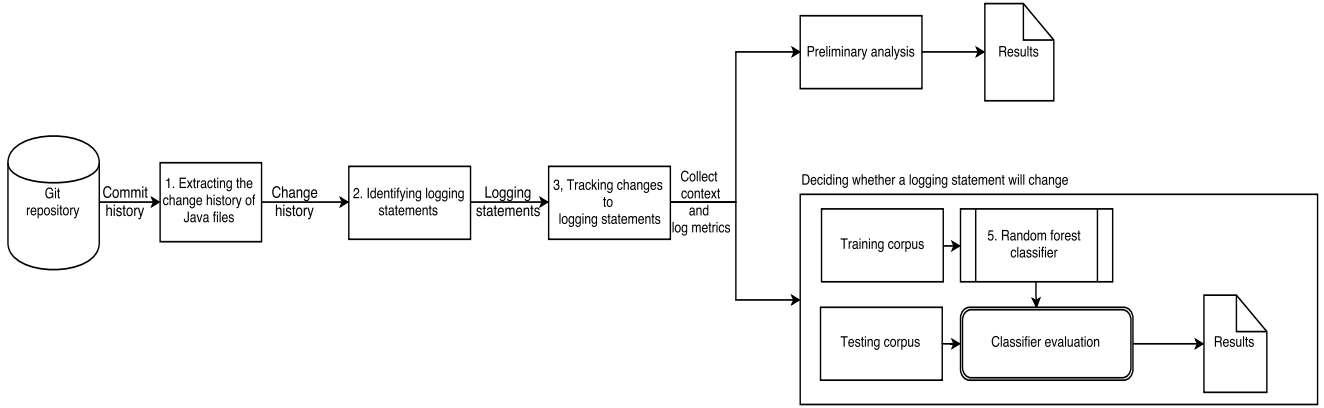 Git
repository
Commit
history
1. Extracting the
change history of
Java files
Change
history
2. Identifying logging
statements
Logging
statements
3, Tracking changes
to
logging statements
Collect
context
and
log metrics
Preliminary analysis
Results
Deciding whether a logging statement will change
Training corpus
5. Random forest
classifier
Testing corpus
Classifier evaluation
Results